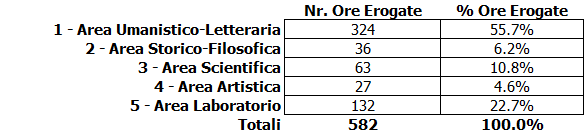 Nr. Ore Erogate % Ore Erogate
1 - Area Umanistico-Letteraria 324 55.7%
2 - Area Storico-Filosofica 36 6.2%
3 - Area Scientifica 63 10.8%
4 - Area Artistica 27 4.6%
5 - Area Laboratorio 132 22.7%
Totali 582 100.0%